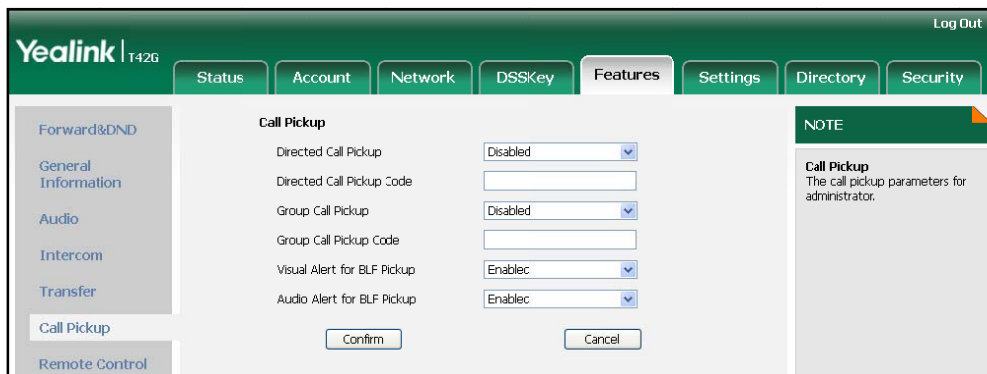 Log Out
Yealink T42G
Status Account Network DSSKey Features Settings Directory Security
Forward&DND
General
Information
Audio
Intercom
Transfer
Call Pickup
Remote Control
Call Pickup
Directed Call Pickup Disabled
Directed Call Pickup Code
Group Call Pickup Disabled
Group Call Pickup Code
Visual Alert for BLF Pickup Enabled
Audio Alert for BLF Pickup Enabled
Confirm Cancel
NOTE
Call Pickup
The call pickup parameters for
administrator.